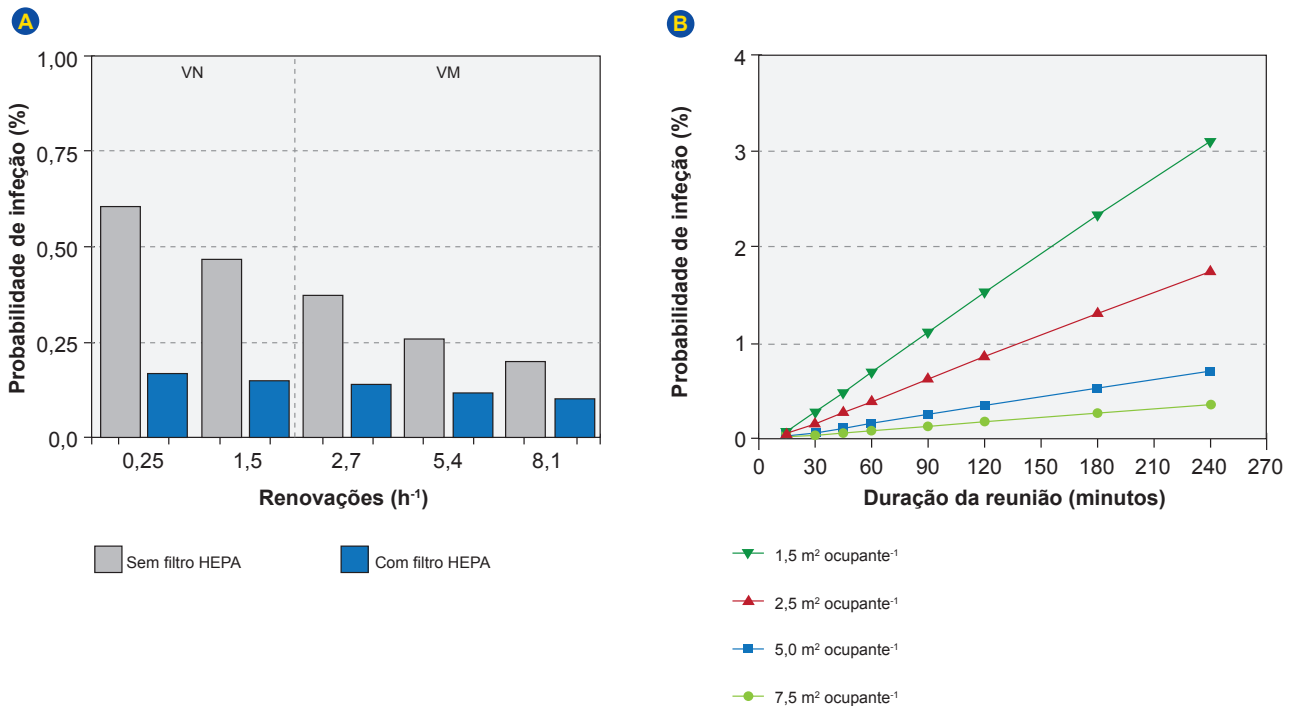 A
Probabilidade de infeção (%)
1,00
0,75
0,50
0,25
0,0
VN
VM
0,25
1,5
2,7
5,4
8,1
Renovações (h⁻¹)
Sem filtro HEPA
Com filtro HEPA
B
Probabilidade de infeção (%)
4
3
2
1
0
0
30
60
90
120
150
180
210
240
270
Duração da reunião (minutos)
1,5 m² ocupante⁻¹
2,5 m² ocupante⁻¹
5,0 m² ocupante⁻¹
7,5 m² ocupante⁻¹